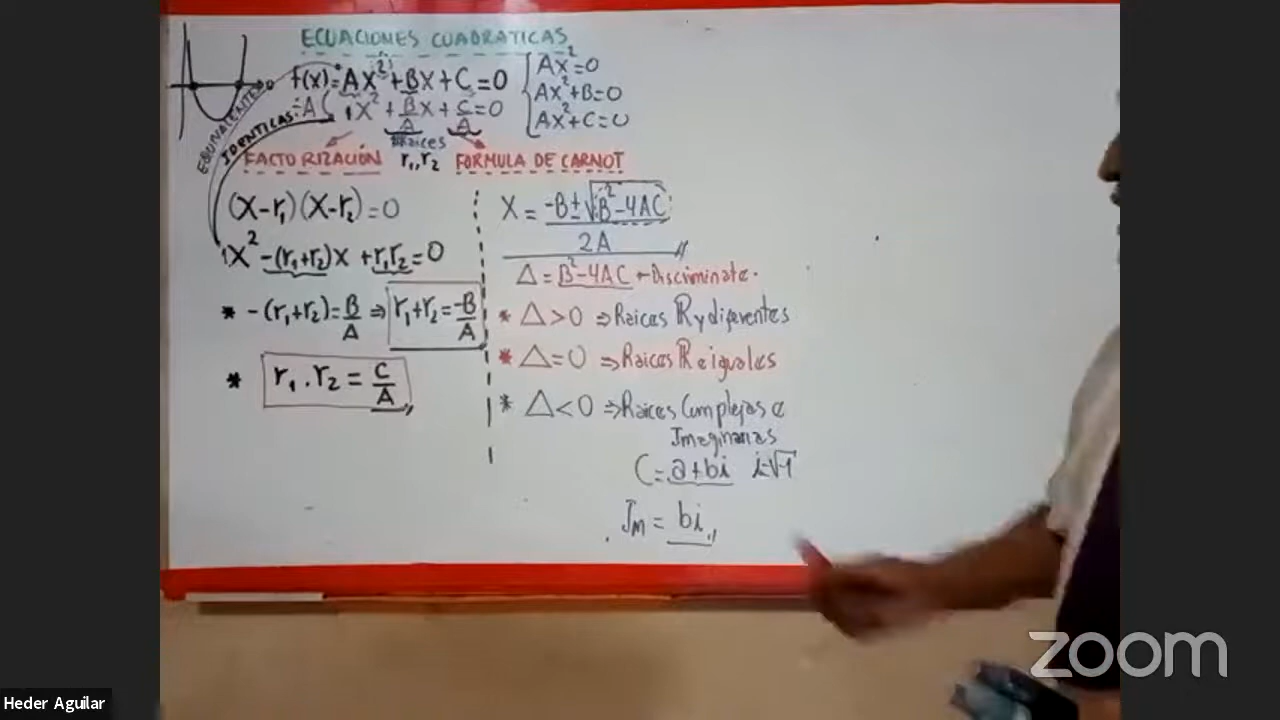 ECUACIONES CUADRATICAS
f(x)=AX²+BX+C=0
AX²=0
AX²+B=0
AX²+C=0
A( 1X²+B/A X+C/A=0
EQUIVALENTES
IDENTICAS:
Raices
r₁,r₂
FACTORIZACIÓN
(X-r₁)(X-r₂)=0
1X²-(r₁+r₂)X+r₁r₂=0
* -(r₁+r₂)=B/A ⇒ r₁+r₂=-B/A
* r₁.r₂=C/A
FORMULA DE CARNOT
X=-B±√B²-4AC/2A
Δ=B²-4AC←Discriminate.
* Δ>0 ⇒Raices R y diferentes
* Δ=0 ⇒Raices R e iguales
* Δ<0 ⇒Raices Complejas e
Imaginarias
C=a+bi i=√-1
Im=bi
zoom
Heder Aguilar